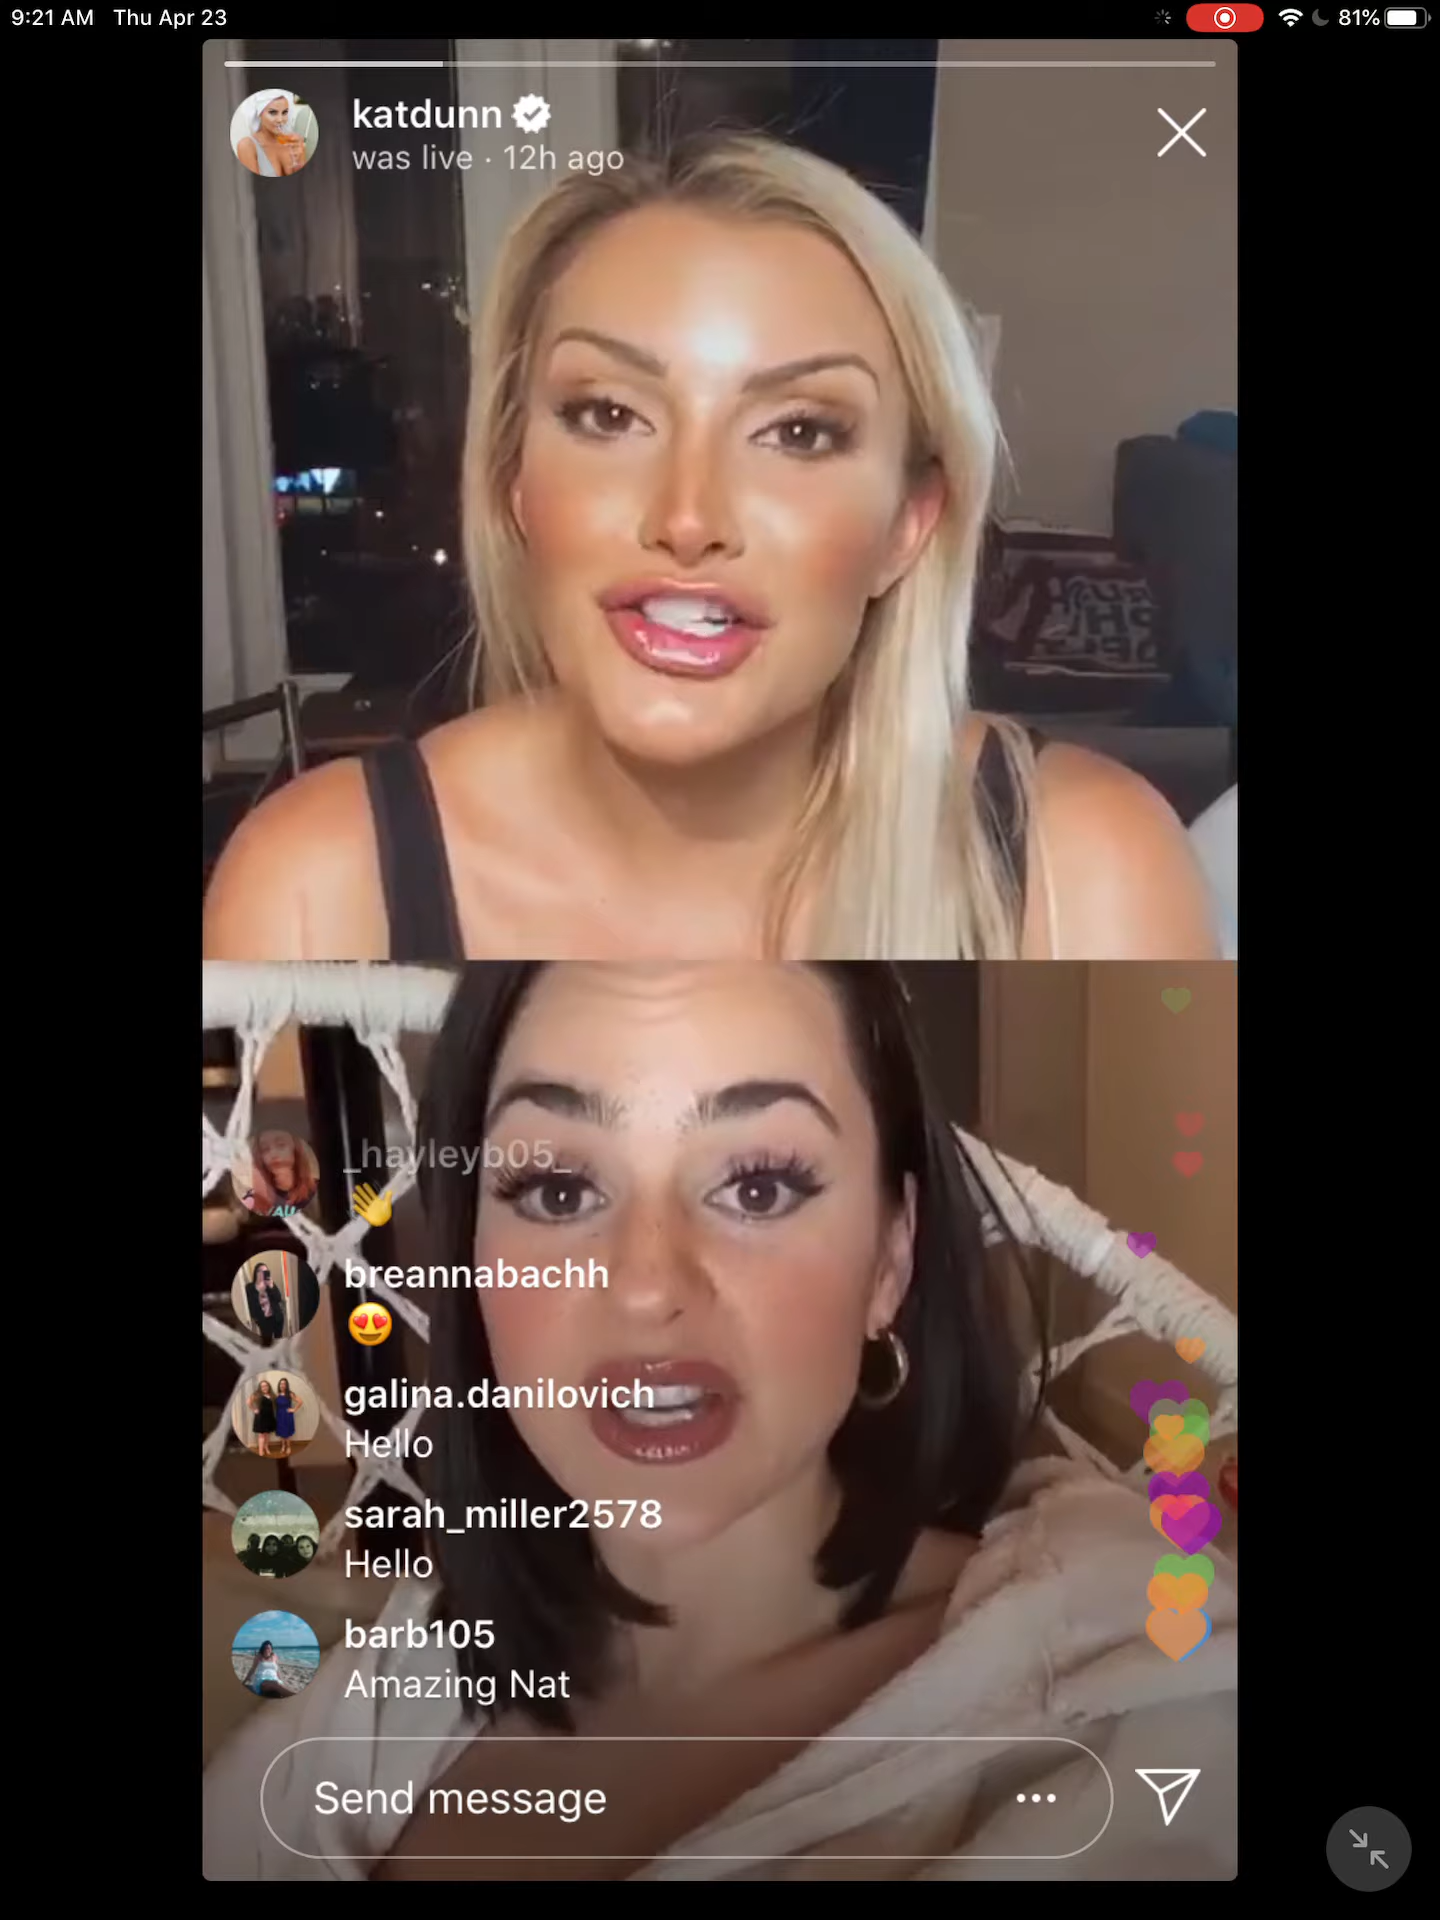 9:21 AM Thu Apr 23
81%
katdunn
was live · 12h ago
_hayleyb05_
👋
breannabachh
😍
galina.danilovich
Hello
sarah_miller2578
Hello
barb105
Amazing Nat
Send message